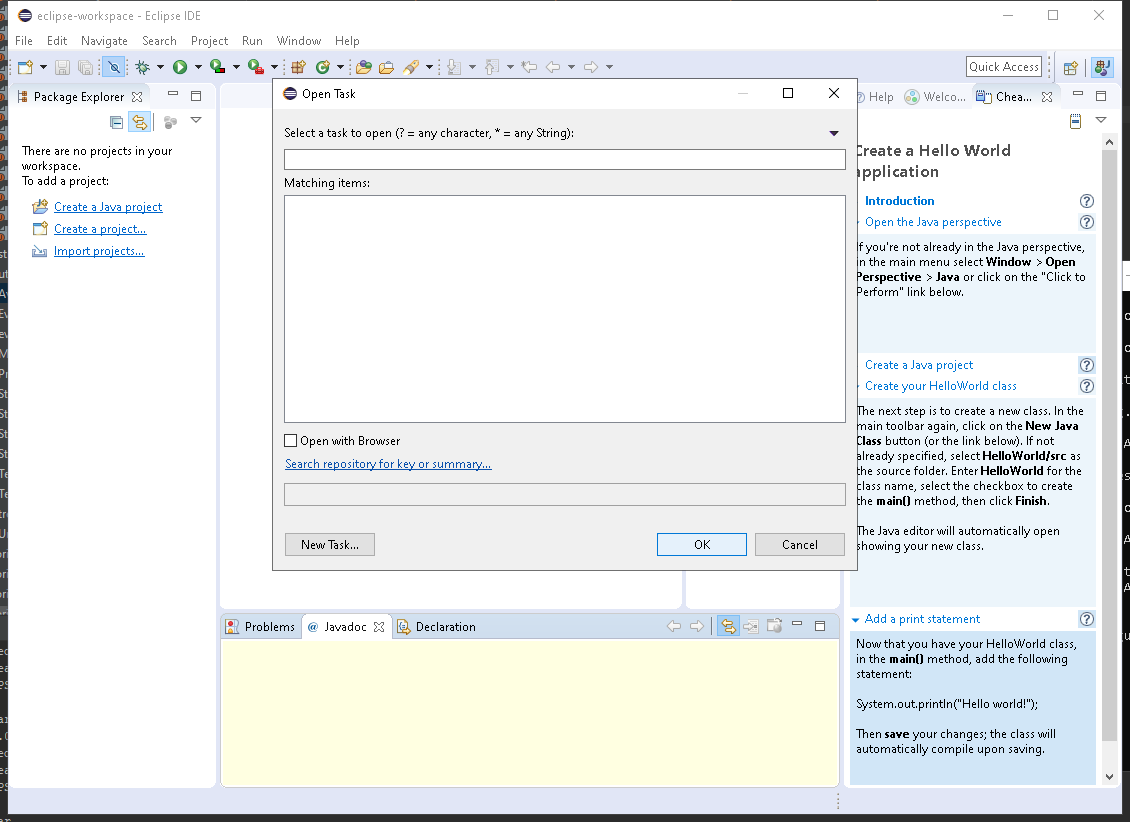 eclipse-workspace - Eclipse IDE
File Edit Navigate Search Project Run Window Help
Quick Access
Package Explorer
There are no projects in your
workspace.
To add a project:
Create a Java project
Create a project...
Import projects...
Open Task
Select a task to open (? = any character, * = any String):
Matching items:
Open with Browser
Search repository for key or summary...
New Task...
OK
Cancel
Help Welco... Chea...
Create a Hello World
application
Introduction
Open the Java perspective
If you're not already in the Java perspective,
in the main menu select Window > Open
Perspective > Java or click on the "Click to
Perform" link below.
Create a Java project
Create your HelloWorld class
The next step is to create a new class. In the
main toolbar again, click on the New Java
Class button (or the link below). If not
already specified, select HelloWorld/src as
the source folder. Enter HelloWorld for the
class name, select the checkbox to create
the main() method, then click Finish.
The Java editor will automatically open
showing your new class.
Add a print statement
Now that you have your HelloWorld class,
in the main() method, add the following
statement:
System.out.println("Hello world!");
Then save your changes; the class will
automatically compile upon saving.
Problems @ Javadoc Declaration